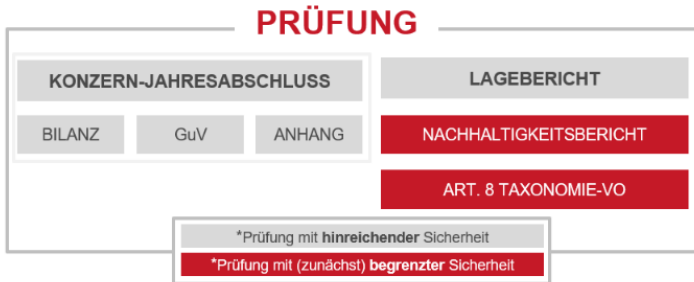 PRÜFUNG
KONZERN-JAHRESABSCHLUSS
BILANZ GuV ANHANG
LAGEBERICHT
NACHHALTIGKEITSBERICHT
ART. 8 TAXONOMIE-VO
*Prüfung mit hinreichender Sicherheit
*Prüfung mit (zunächst) begrenzter Sicherheit